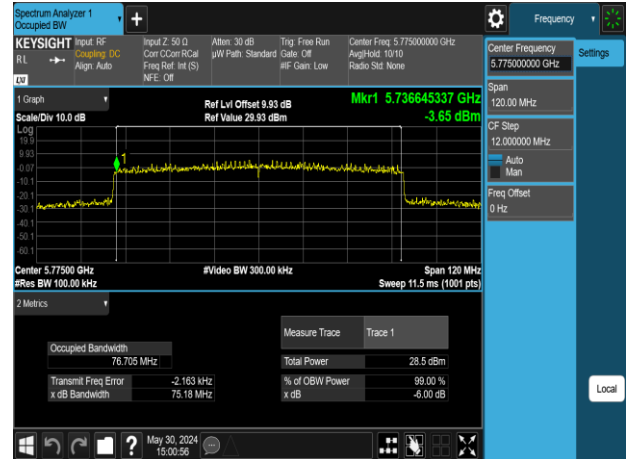 Spectrum Analyzer 1
Occupied BW
Frequency
KEYSIGHT
RL
LXI
Input: RF
Coupling: DC
Align: Auto
Input Z: 50 Ω
Corr CCorr RCal
Freq Ref: Int (S)
NFE: Off
Atten: 30 dB
µW Path: Standard
Trig: Free Run
Gate: Off
#IF Gain: Low
Center Freq: 5.775000000 GHz
Avg|Hold: 10/10
Radio Std: None
Center Frequency
5.775000000 GHz
Settings
Span
120.00 MHz
CF Step
12.000000 MHz
Auto
Man
Freq Offset
0 Hz
Local
1 Graph
Scale/Div 10.0 dB
Ref Lvl Offset 9.93 dB
Ref Value 29.93 dBm
Mkr1 5.736645337 GHz
-3.65 dBm
Log
19.9
9.93
-0.07
-10.1
-20.1
-30.1
-40.1
-50.1
-60.1
1
Center 5.77500 GHz
#Video BW 300.00 kHz
Span 120 MHz
#Res BW 100.00 kHz
Sweep 11.5 ms (1001 pts)
2 Metrics
Measure Trace
Trace 1
Occupied Bandwidth
76.705 MHz
Total Power
28.5 dBm
Transmit Freq Error
-2.163 kHz
% of OBW Power
99.00 %
x dB Bandwidth
75.18 MHz
x dB
-6.00 dB
?
May 30, 2024
15:00:56